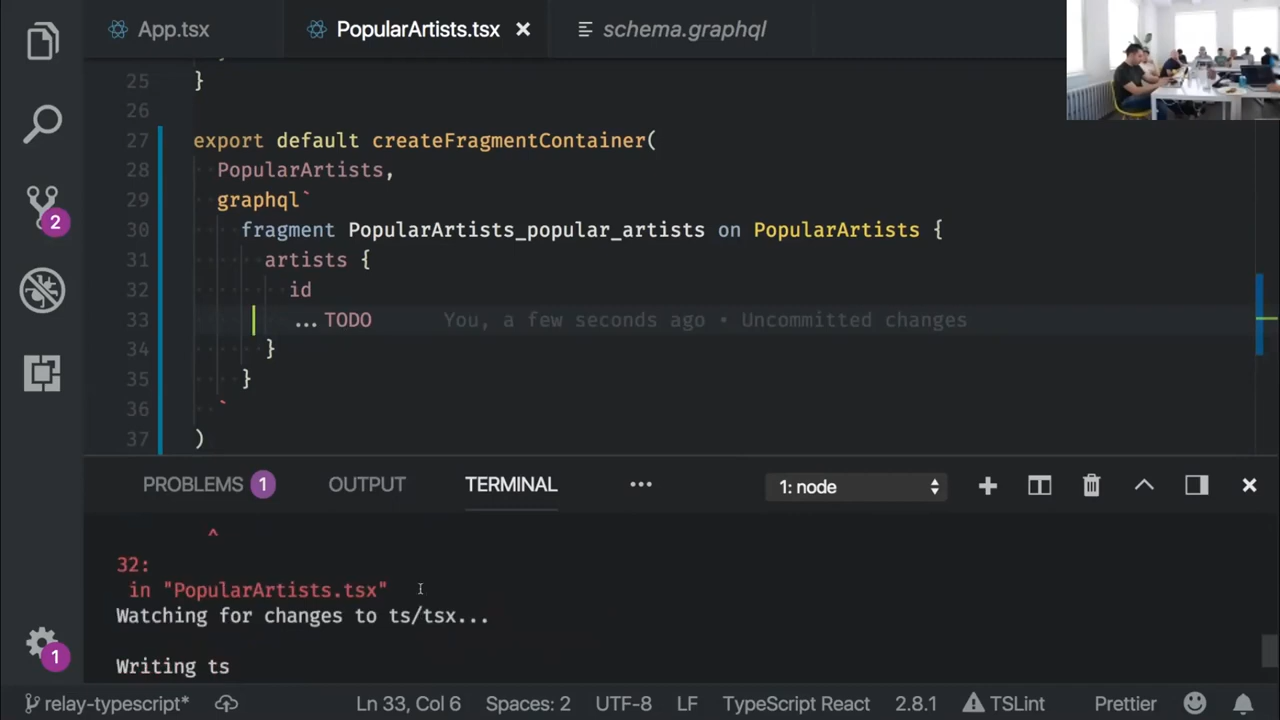 App.tsx
PopularArtists.tsx
schema.graphql
25 }
26
27 export default createFragmentContainer(
28 PopularArtists,
29 graphql`
30 fragment PopularArtists_popular_artists on PopularArtists {
31 artists {
32 id
33 ...TODO You, a few seconds ago • Uncommitted changes
34 }
35 }
36 `
37 )
2
PROBLEMS 1 OUTPUT TERMINAL ••• 1: node
^
32:
in "PopularArtists.tsx"
Watching for changes to ts/tsx...
Writing ts
1
relay-typescript* Ln 33, Col 6 Spaces: 2 UTF-8 LF TypeScript React 2.8.1 TSLint Prettier